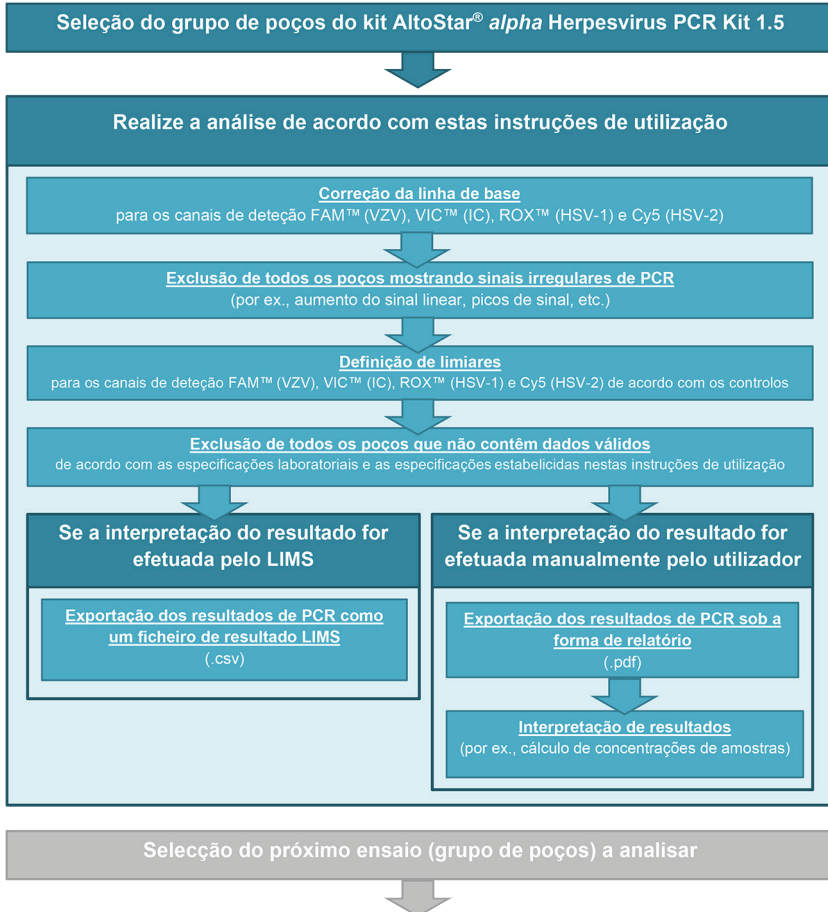 Seleção do grupo de poços do kit AltoStar® alpha Herpesvirus PCR Kit 1.5
Realize a análise de acordo com estas instruções de utilização
Correção da linha de base
para os canais de deteção FAM™ (VZV), VIC™ (IC), ROX™ (HSV-1) e Cy5 (HSV-2)
Exclusão de todos os poços mostrando sinais irregulares de PCR
(por ex., aumento do sinal linear, picos de sinal, etc.)
Definição de limiares
para os canais de deteção FAM™ (VZV), VIC™ (IC), ROX™ (HSV-1) e Cy5 (HSV-2) de acordo com os controlos
Exclusão de todos os poços que não contêm dados válidos
de acordo com as especificações laboratoriais e as especificações estabelicidas nestas instruções de utilização
Se a interpretação do resultado for
efetuada pelo LIMS
Exportação dos resultados de PCR como
um ficheiro de resultado LIMS
(.csv)
Se a interpretação do resultado for
efetuada manualmente pelo utilizador
Exportação dos resultados de PCR sob a
forma de relatório
(.pdf)
Interpretação de resultados
(por ex., cálculo de concentrações de amostras)
Selecção do próximo ensaio (grupo de poços) a analisar